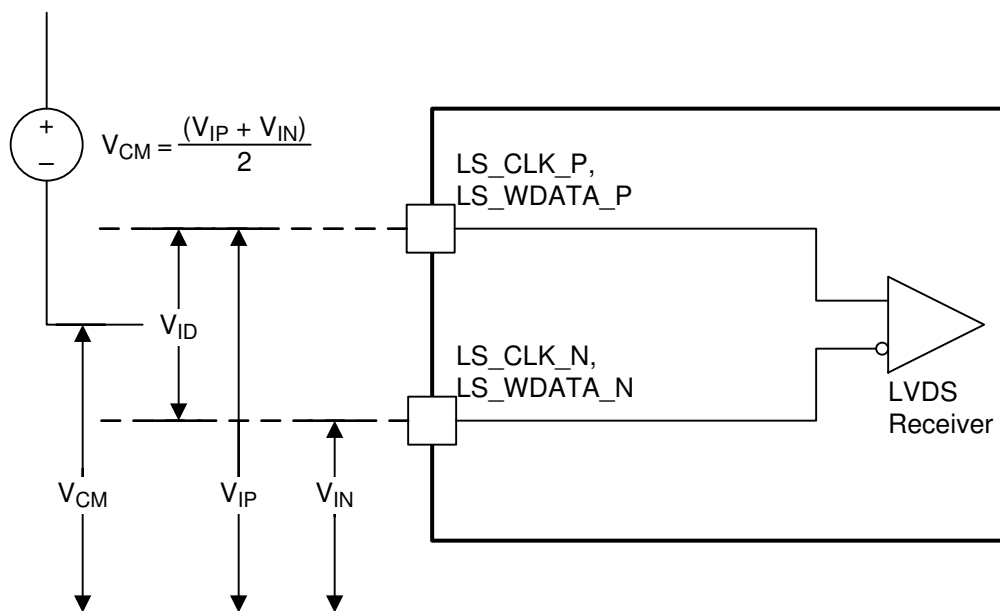 +
−
V_CM = (V_IP + V_IN)
2
LS_CLK_P,
LS_WDATA_P
V_ID
LS_CLK_N,
LS_WDATA_N
LVDS
Receiver
V_CM
V_IP
V_IN